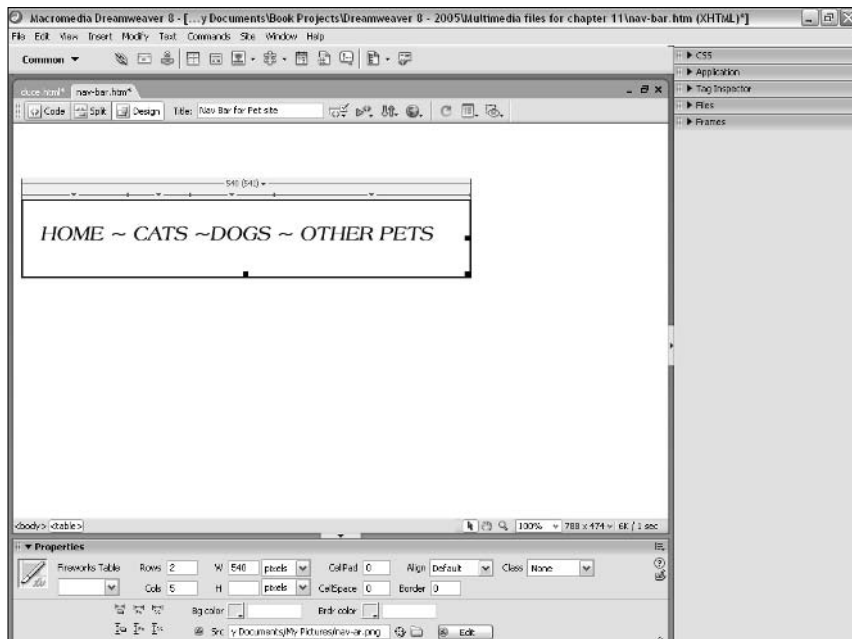 Macromedia Dreamweaver 8 - [...y Documents\Book Projects\Dreamweaver 8 - 2005\Multimedia files for chapter 11\nav-bar.htm (XHTML)*]
File Edit View Insert Modify Text Commands Site Window Help
Common
duce.html* nav-bar.htm*
Code Split Design Title: Nav Bar for Pet site
CSS
Application
Tag Inspector
Files
Frames
540 (540)
HOME ~ CATS ~DOGS ~ OTHER PETS
<body> <table> 100% 788 x 474 6K / 1 sec
Properties
Fireworks Table Rows 2 W 540 pixels CellPad 0 Align Default Class None
Cols 5 H pixels CellSpace 0 Border 0
Bg color Brdr color
Src y Documents/My Pictures/nav-ar.png Edit